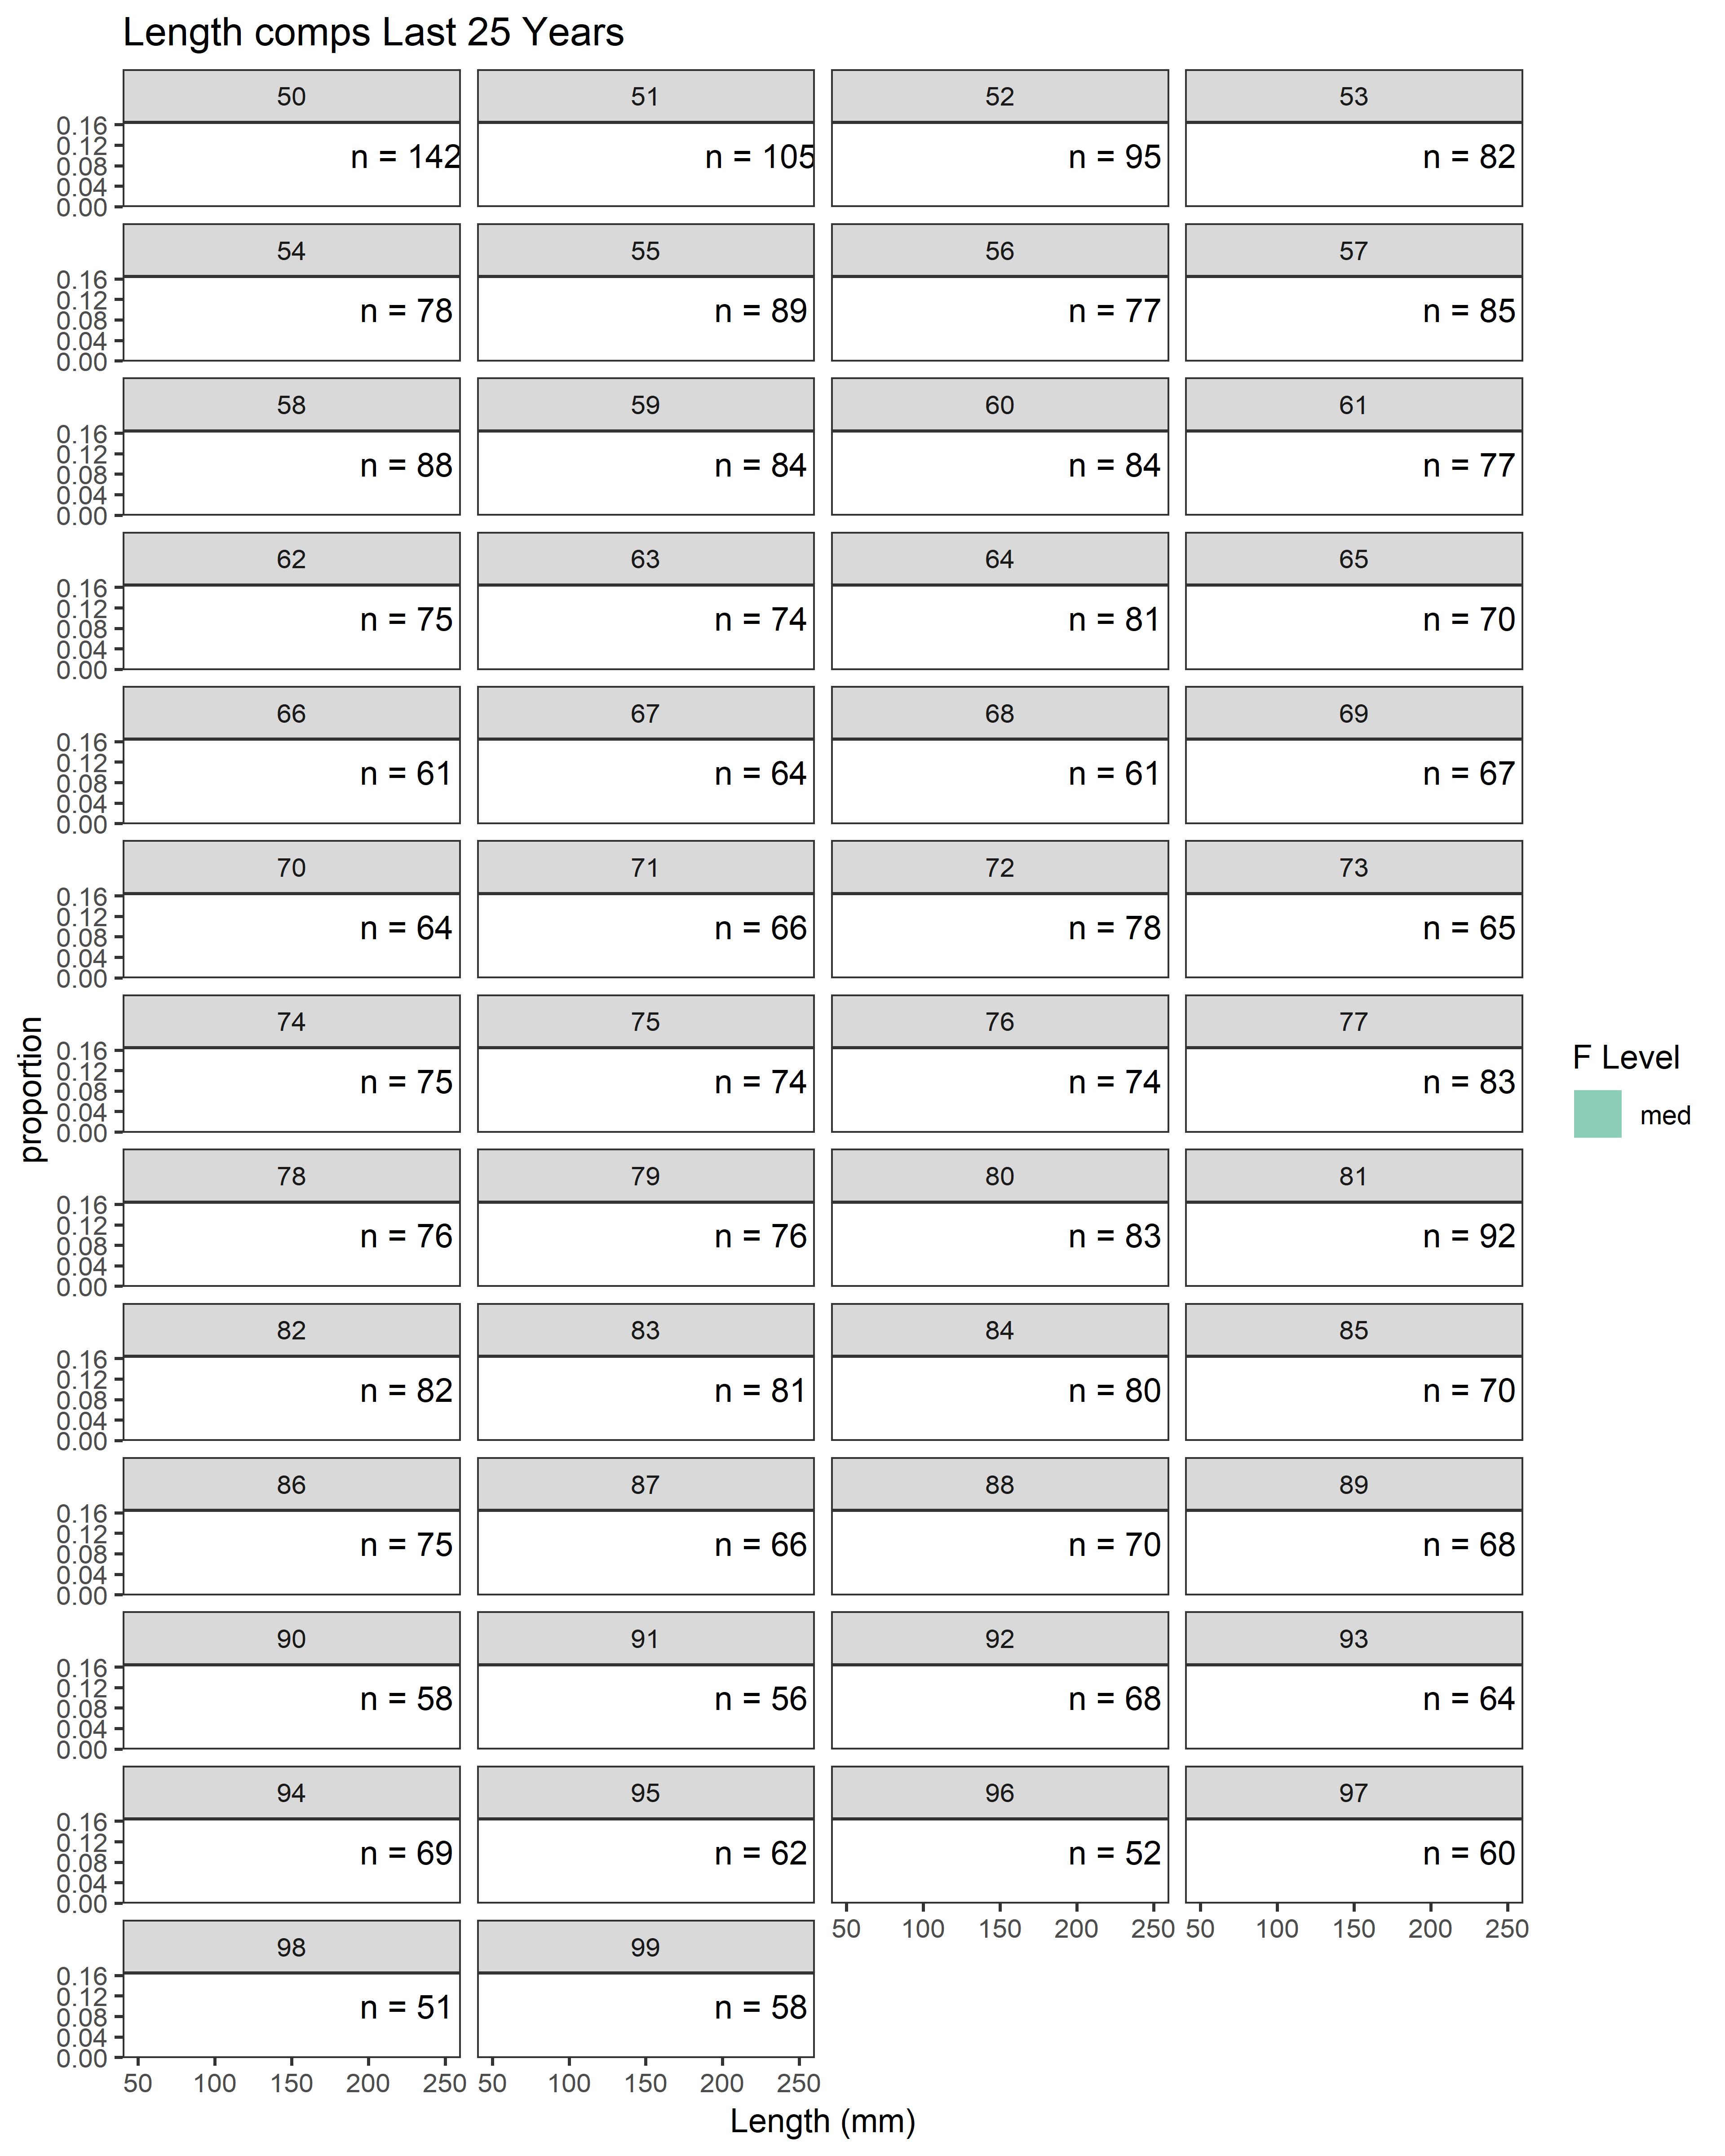 Length comps Last 25 Years
50 51 52 53
0.16
0.12
0.08
0.04
0.00
n = 142 n = 105 n = 95 n = 82
54 55 56 57
0.16
0.12
0.08
0.04
0.00
n = 78 n = 89 n = 77 n = 85
58 59 60 61
0.16
0.12
0.08
0.04
0.00
n = 88 n = 84 n = 84 n = 77
62 63 64 65
0.16
0.12
0.08
0.04
0.00
n = 75 n = 74 n = 81 n = 70
66 67 68 69
0.16
0.12
0.08
0.04
0.00
n = 61 n = 64 n = 61 n = 67
70 71 72 73
0.16
0.12
0.08
0.04
0.00
n = 64 n = 66 n = 78 n = 65
74 75 76 77
0.16
0.12
0.08
0.04
0.00
n = 75 n = 74 n = 74 n = 83
78 79 80 81
0.16
0.12
0.08
0.04
0.00
n = 76 n = 76 n = 83 n = 92
82 83 84 85
0.16
0.12
0.08
0.04
0.00
n = 82 n = 81 n = 80 n = 70
86 87 88 89
0.16
0.12
0.08
0.04
0.00
n = 75 n = 66 n = 70 n = 68
90 91 92 93
0.16
0.12
0.08
0.04
0.00
n = 58 n = 56 n = 68 n = 64
94 95 96 97
0.16
0.12
0.08
0.04
0.00
n = 69 n = 62 n = 52 n = 60
50 100 150 200 250 50 100 150 200 250
98 99
0.16
0.12
0.08
0.04
0.00
n = 51 n = 58
50 100 150 200 250 50 100 150 200 250
Length (mm)
proportion
F Level
med